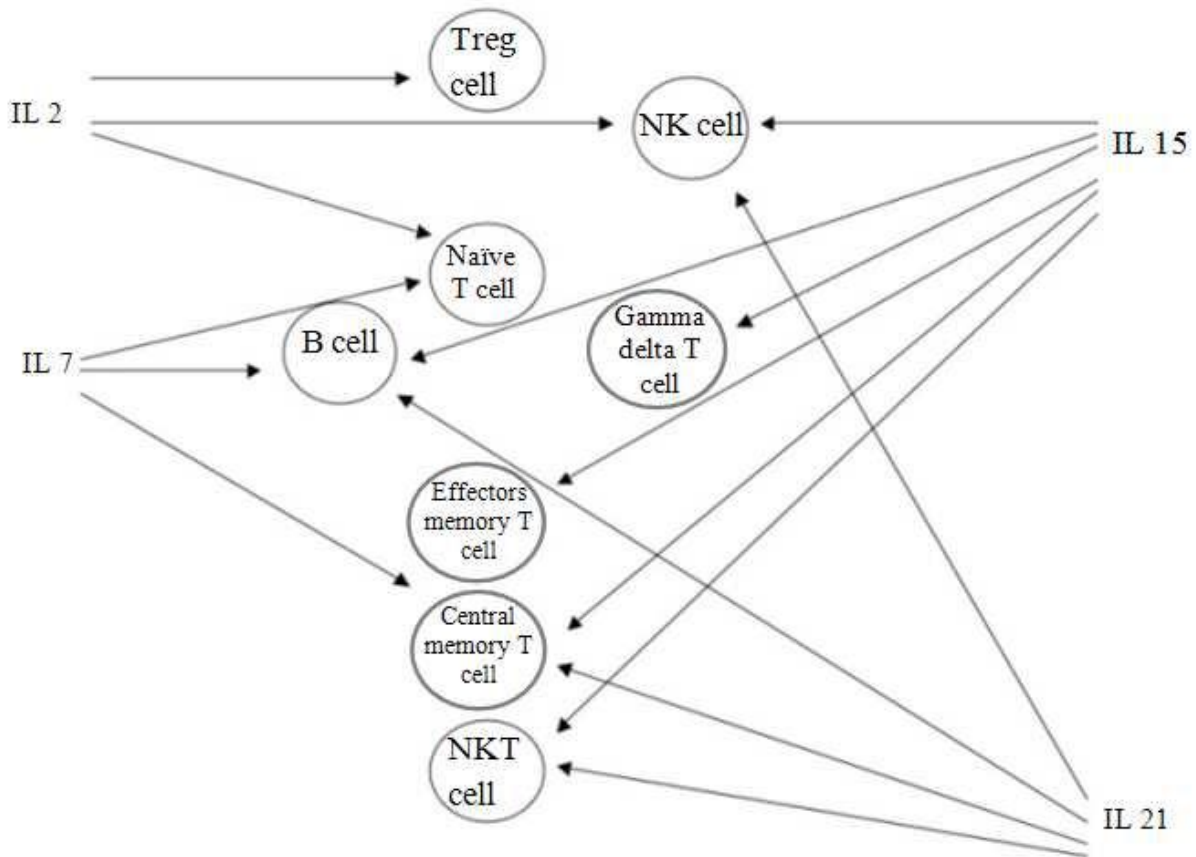 Treg
cell
IL 2
NK cell
IL 15
Naïve
T cell
Gamma
delta T
cell
B cell
IL 7
Effectors
memory T
cell
Central
memory T
cell
NKT
cell
IL 21